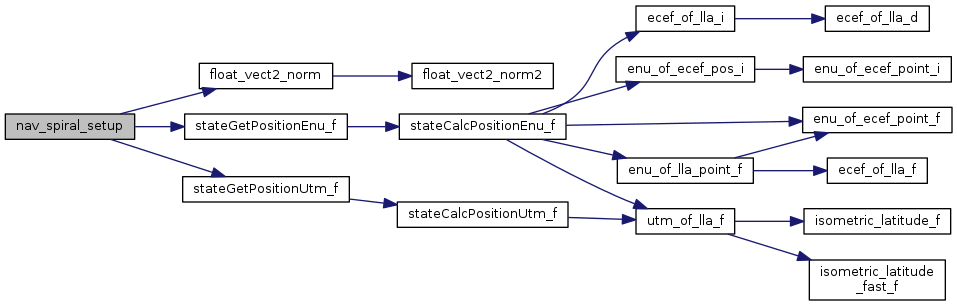 nav_spiral_setup
float_vect2_norm
float_vect2_norm2
stateGetPositionEnu_f
stateCalcPositionEnu_f
ecef_of_lla_i
ecef_of_lla_d
enu_of_ecef_pos_i
enu_of_ecef_point_i
enu_of_ecef_point_f
enu_of_lla_point_f
ecef_of_lla_f
stateGetPositionUtm_f
stateCalcPositionUtm_f
utm_of_lla_f
isometric_latitude_f
isometric_latitude
_fast_f